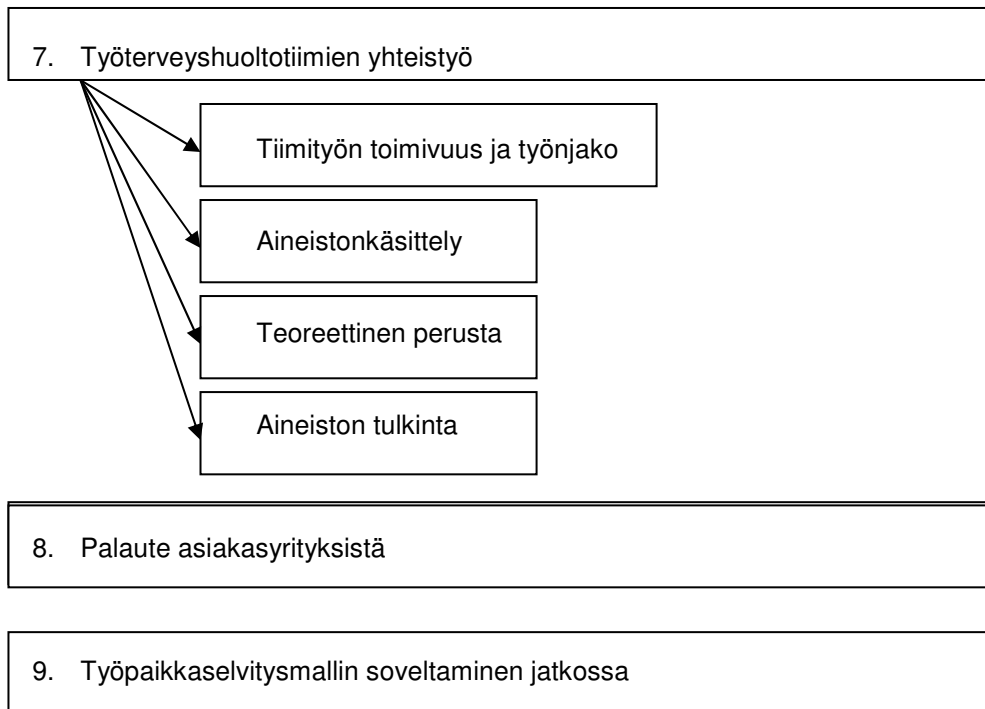 7. Työterveyshuoltotiimien yhteistyö
Tiimityön toimivuus ja työnjako
Aineistonkäsittely
Teoreettinen perusta
Aineiston tulkinta
8. Palaute asiakasyrityksistä
9. Työpaikkaselvitysmallin soveltaminen jatkossa